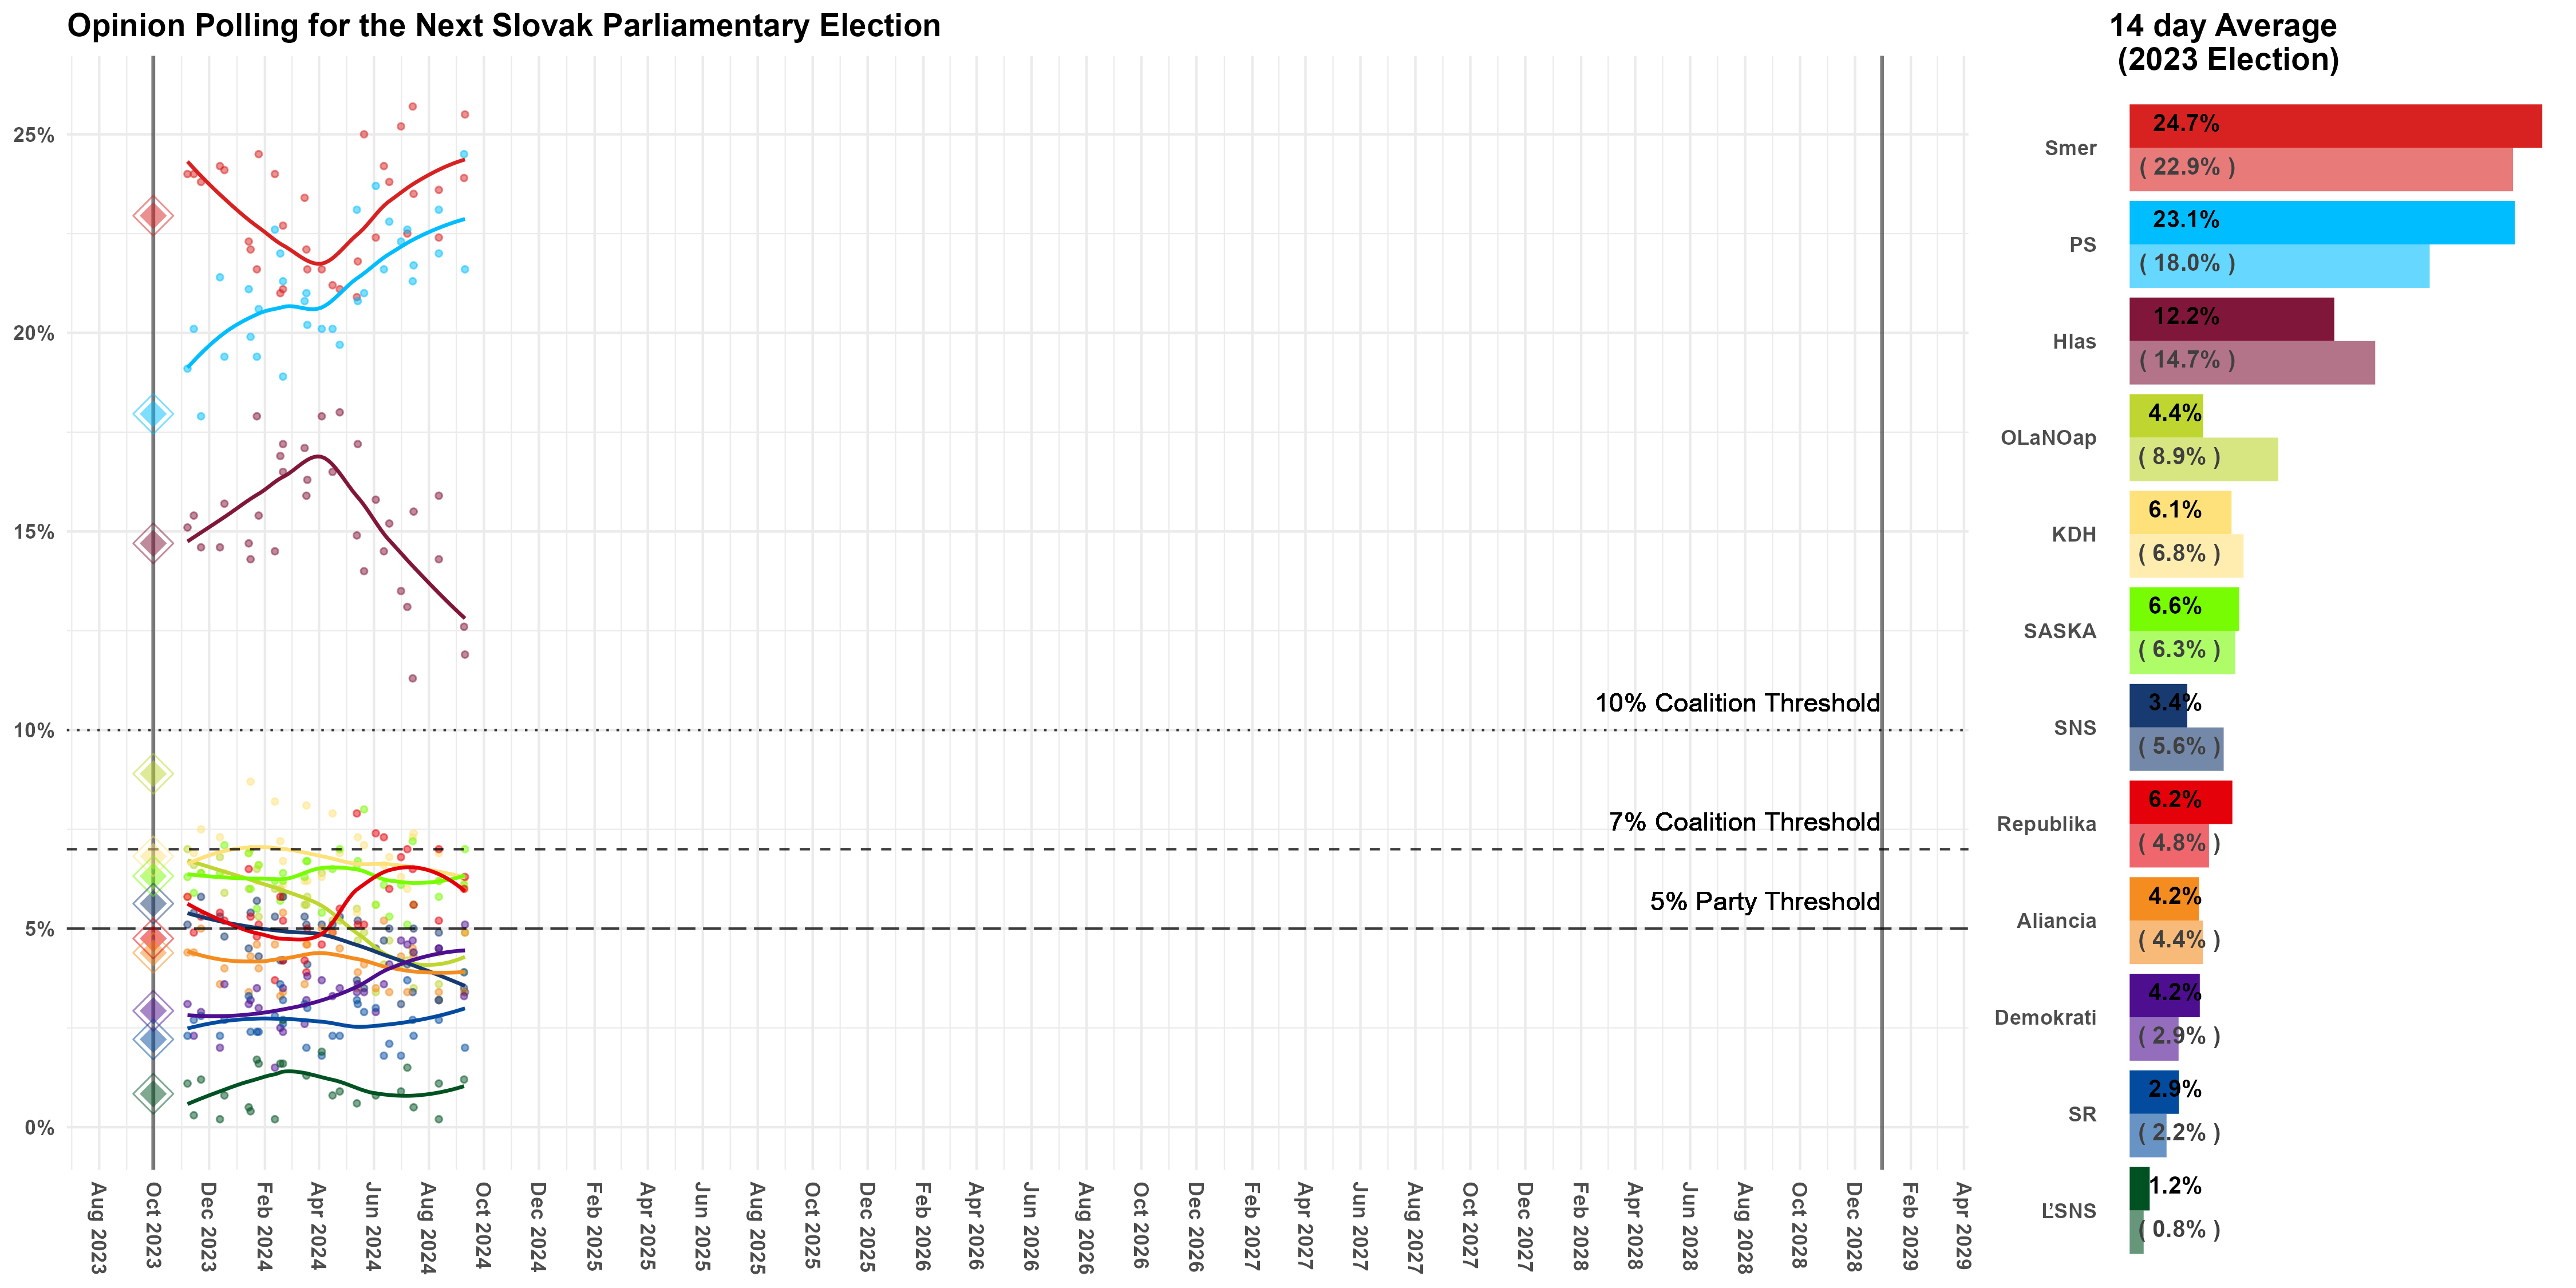 Opinion Polling for the Next Slovak Parliamentary Election
25%
20%
15%
10%
5%
0%
10% Coalition Threshold
7% Coalition Threshold
5% Party Threshold
Aug 2023
Oct 2023
Dec 2023
Feb 2024
Apr 2024
Jun 2024
Aug 2024
Oct 2024
Dec 2024
Feb 2025
Apr 2025
Jun 2025
Aug 2025
Oct 2025
Dec 2025
Feb 2026
Apr 2026
Jun 2026
Aug 2026
Oct 2026
Dec 2026
Feb 2027
Apr 2027
Jun 2027
Aug 2027
Oct 2027
Dec 2027
Feb 2028
Apr 2028
Jun 2028
Aug 2028
Oct 2028
Dec 2028
Feb 2029
Apr 2029
14 day Average
(2023 Election)
Smer
24.7%
( 22.9% )
PS
23.1%
( 18.0% )
Hlas
12.2%
( 14.7% )
OLaNOap
4.4%
( 8.9% )
KDH
6.1%
( 6.8% )
SASKA
6.6%
( 6.3% )
SNS
3.4%
( 5.6% )
Republika
6.2%
( 4.8% )
Aliancia
4.2%
( 4.4% )
Demokrati
4.2%
( 2.9% )
SR
2.9%
( 2.2% )
ĽSNS
1.2%
( 0.8% )